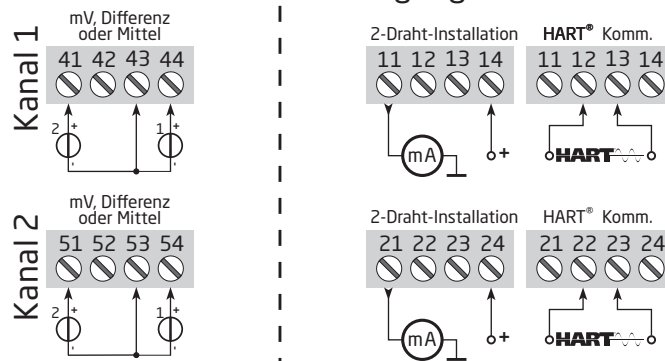 Kanal 1
mV, Differenz
oder Mittel
41 42 43 44
2 + 1 +
- -
2-Draht-Installation
11 12 13 14
mA +
HART® Komm.
11 12 13 14
HART
Kanal 2
mV, Differenz
oder Mittel
51 52 53 54
2 + 1 +
- -
2-Draht-Installation
21 22 23 24
mA +
HART® Komm.
21 22 23 24
HART